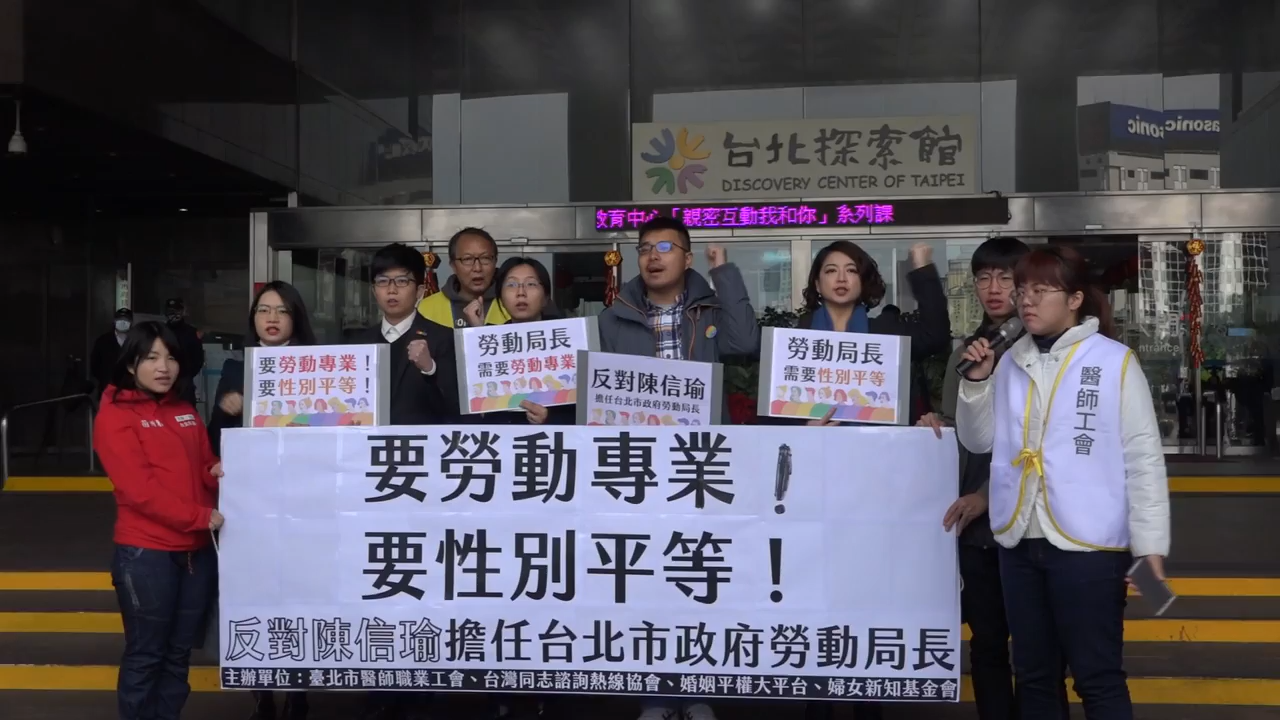 台北探索館
DISCOVERY CENTER OF TAIPEI
教育中心「親密互動我和你」系列課
Panasonic
要勞動專業！
要性別平等！
勞動局長
需要勞動專業
反對陳信瑜
擔任台北市政府勞動局長
勞動局長
需要性別平等
醫師工會
要勞動專業！
要性別平等！
反對陳信瑜擔任台北市政府勞動局長
主辦單位：臺北市醫師職業工會、台灣同志諮詢熱線協會、婚姻平權大平台、婦女新知基金會